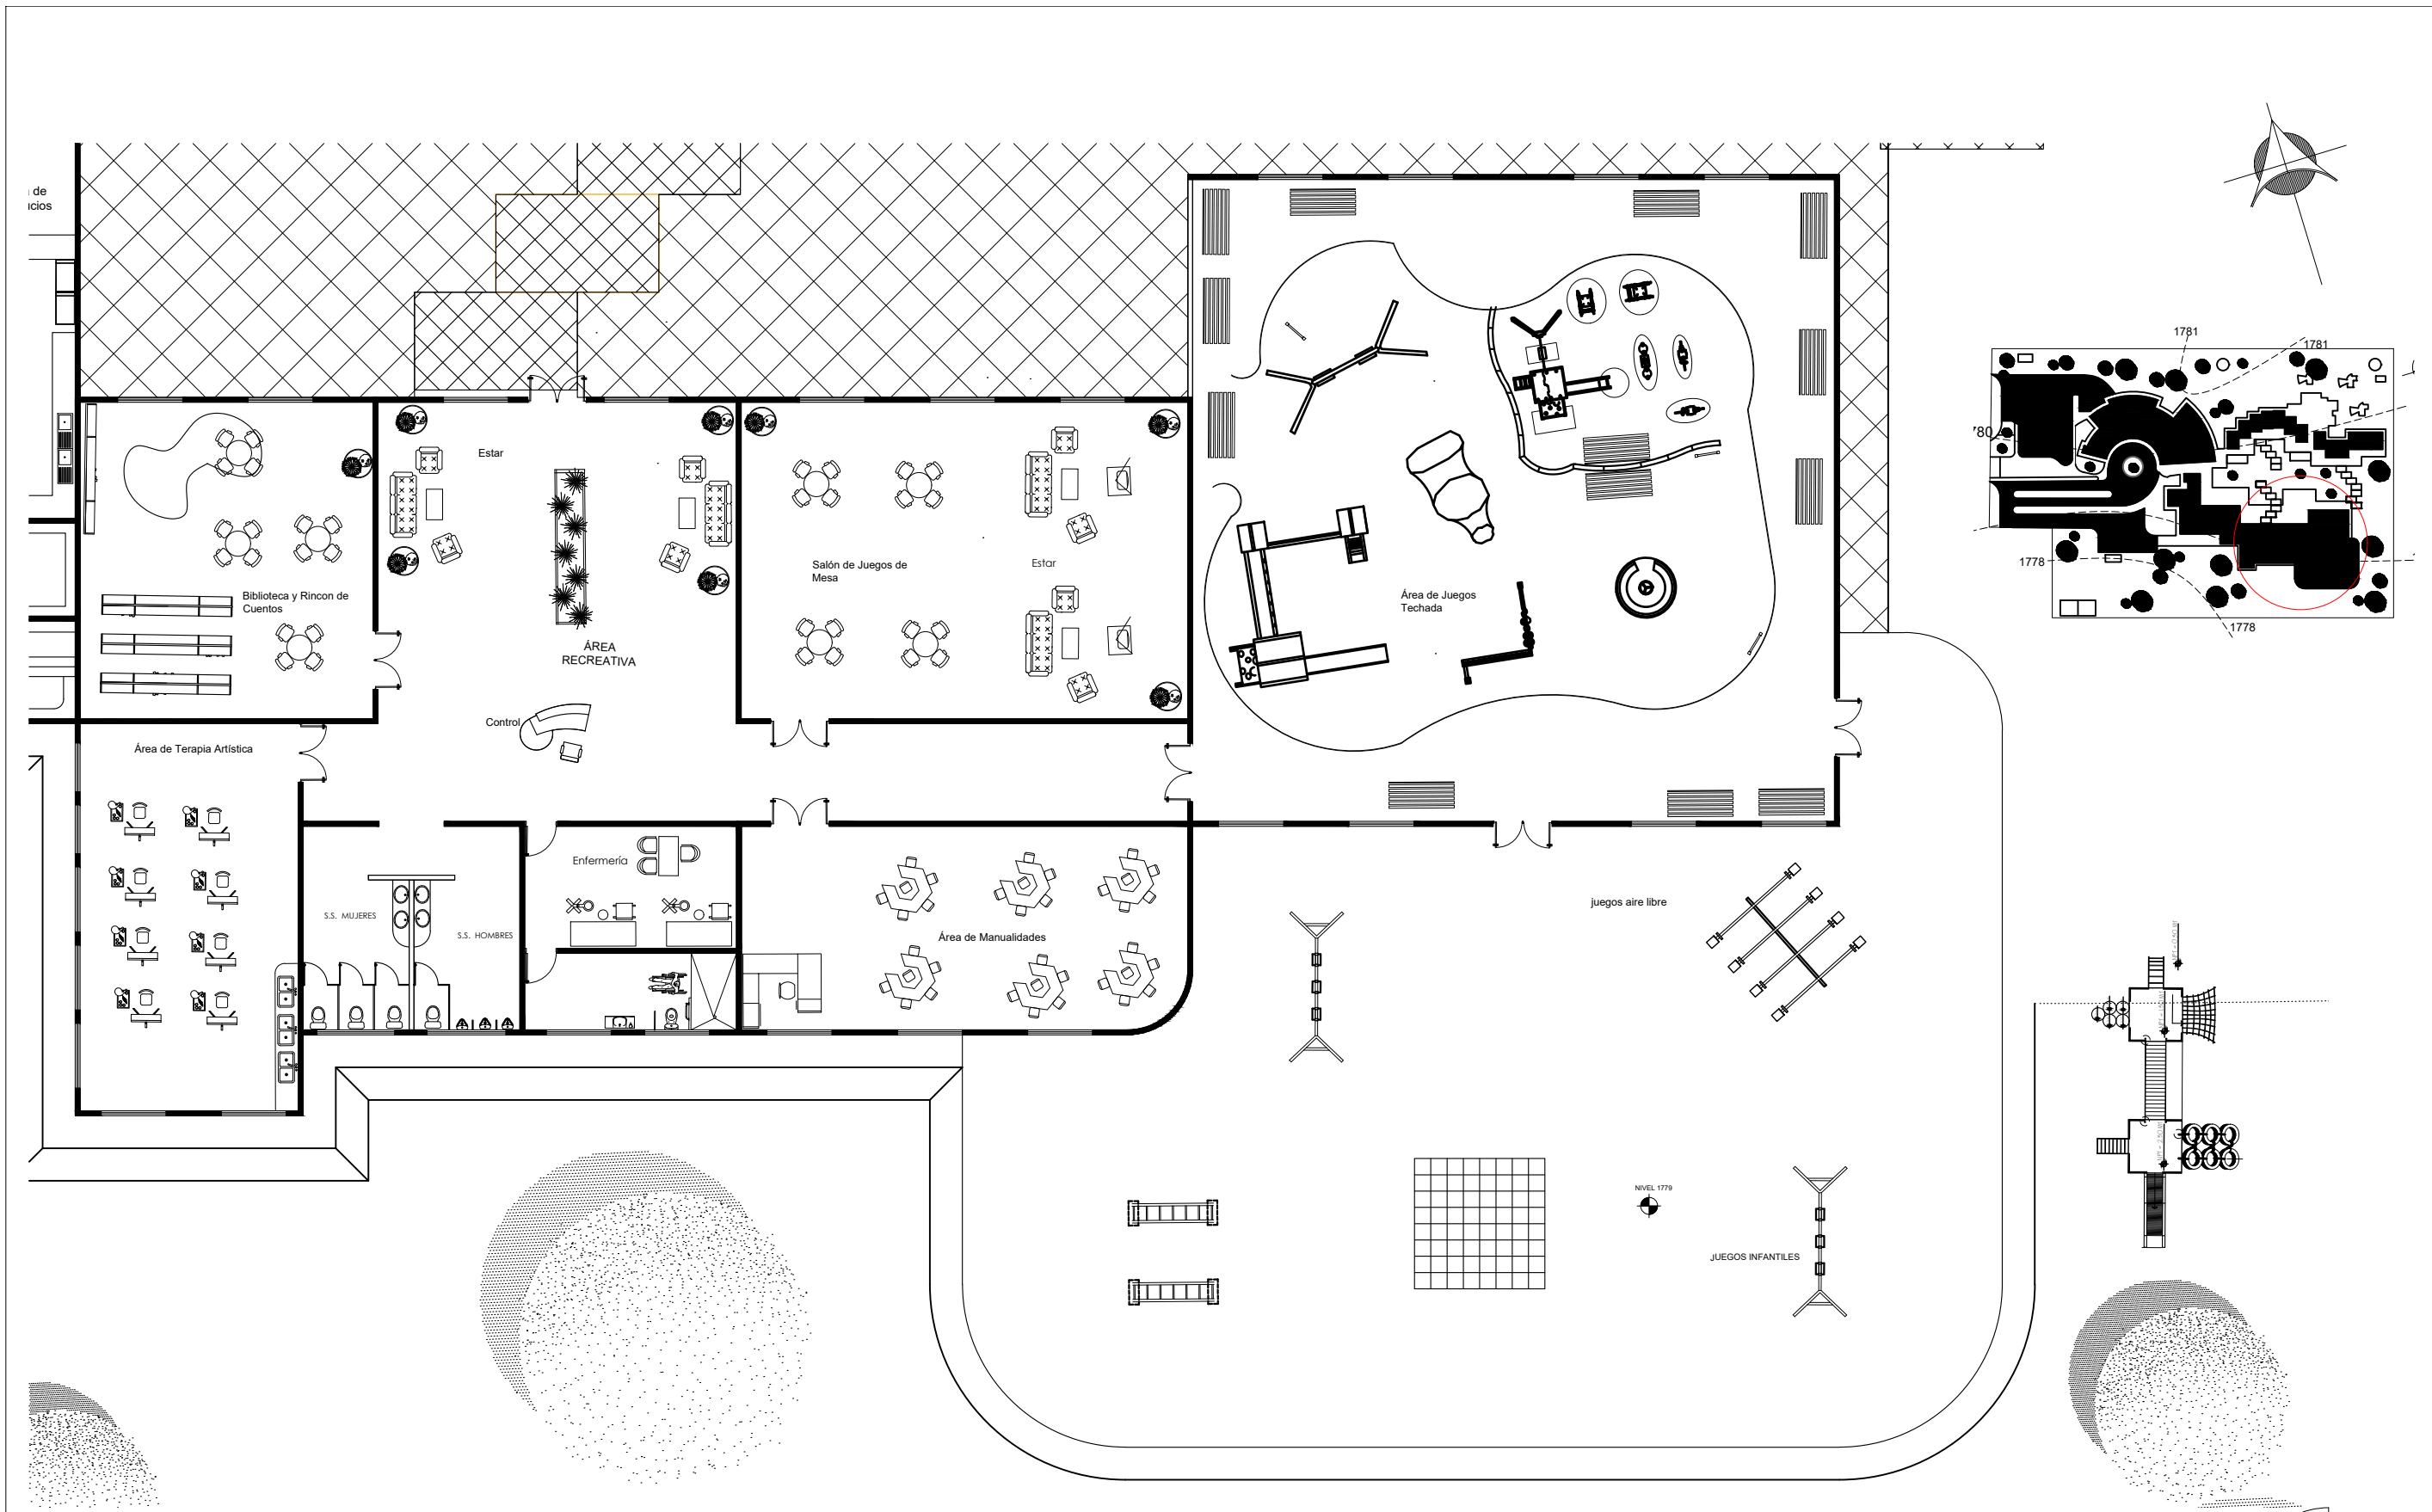 de
Estar
Biblioteca y Rincon de
Cuentos
ÁREA
RECREATIVA
Control
Salón de Juegos de
Mesa
Estar
Área de Juegos
Techada
Área de Terapia Artística
S.S. MUJERES
S.S. HOMBRES
Enfermería
Área de Manualidades
juegos aire libre
NIVEL 1779
JUEGOS INFANTILES
1781
1781
1778
1778